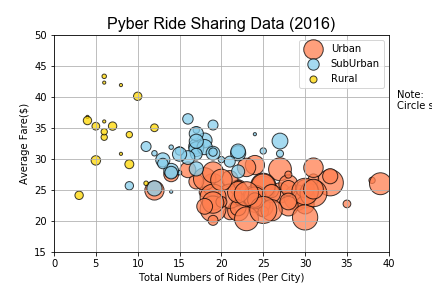 Pyber Ride Sharing Data (2016)
Urban
SubUrban
Rural
Note:
Circle s
Average Fare($)
50
45
40
35
30
25
20
15
0 5 10 15 20 25 30 35 40
Total Numbers of Rides (Per City)